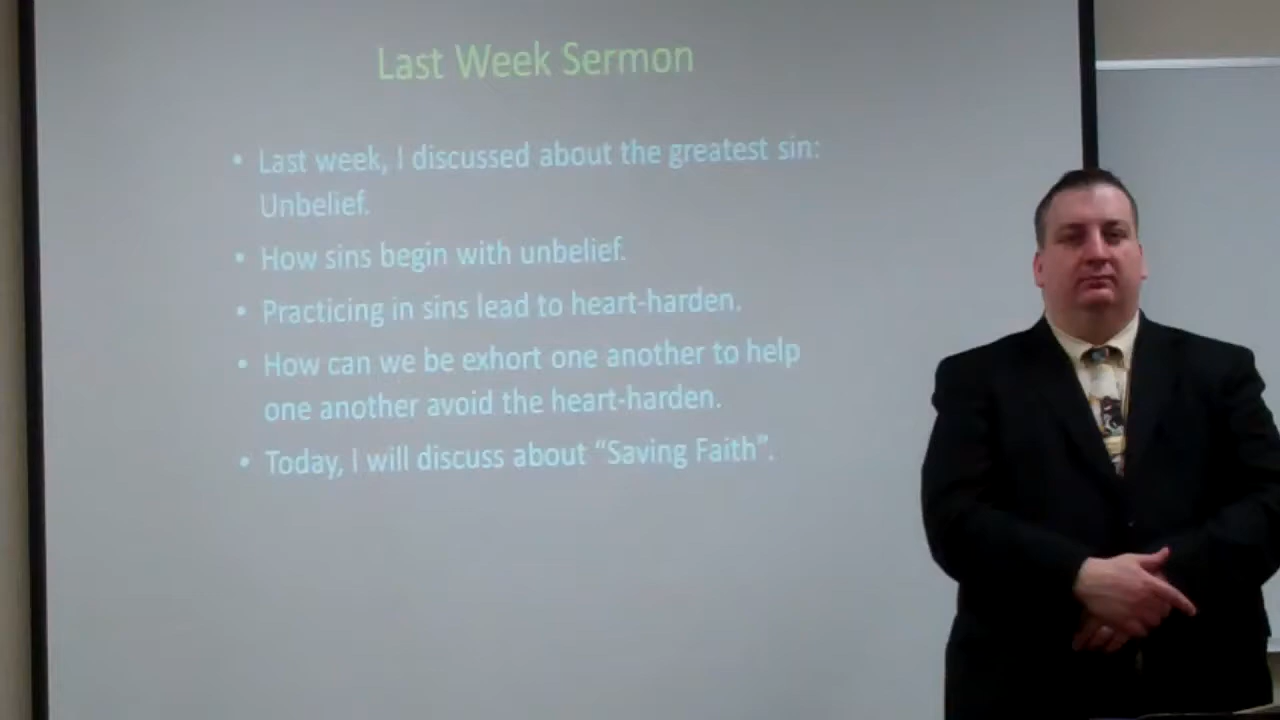 Last Week Sermon
• Last week, I discussed about the greatest sin:
Unbelief.
• How sins begin with unbelief.
• Practicing in sins lead to heart-harden.
• How can we be exhort one another to help
one another avoid the heart-harden.
• Today, I will discuss about “Saving Faith”.